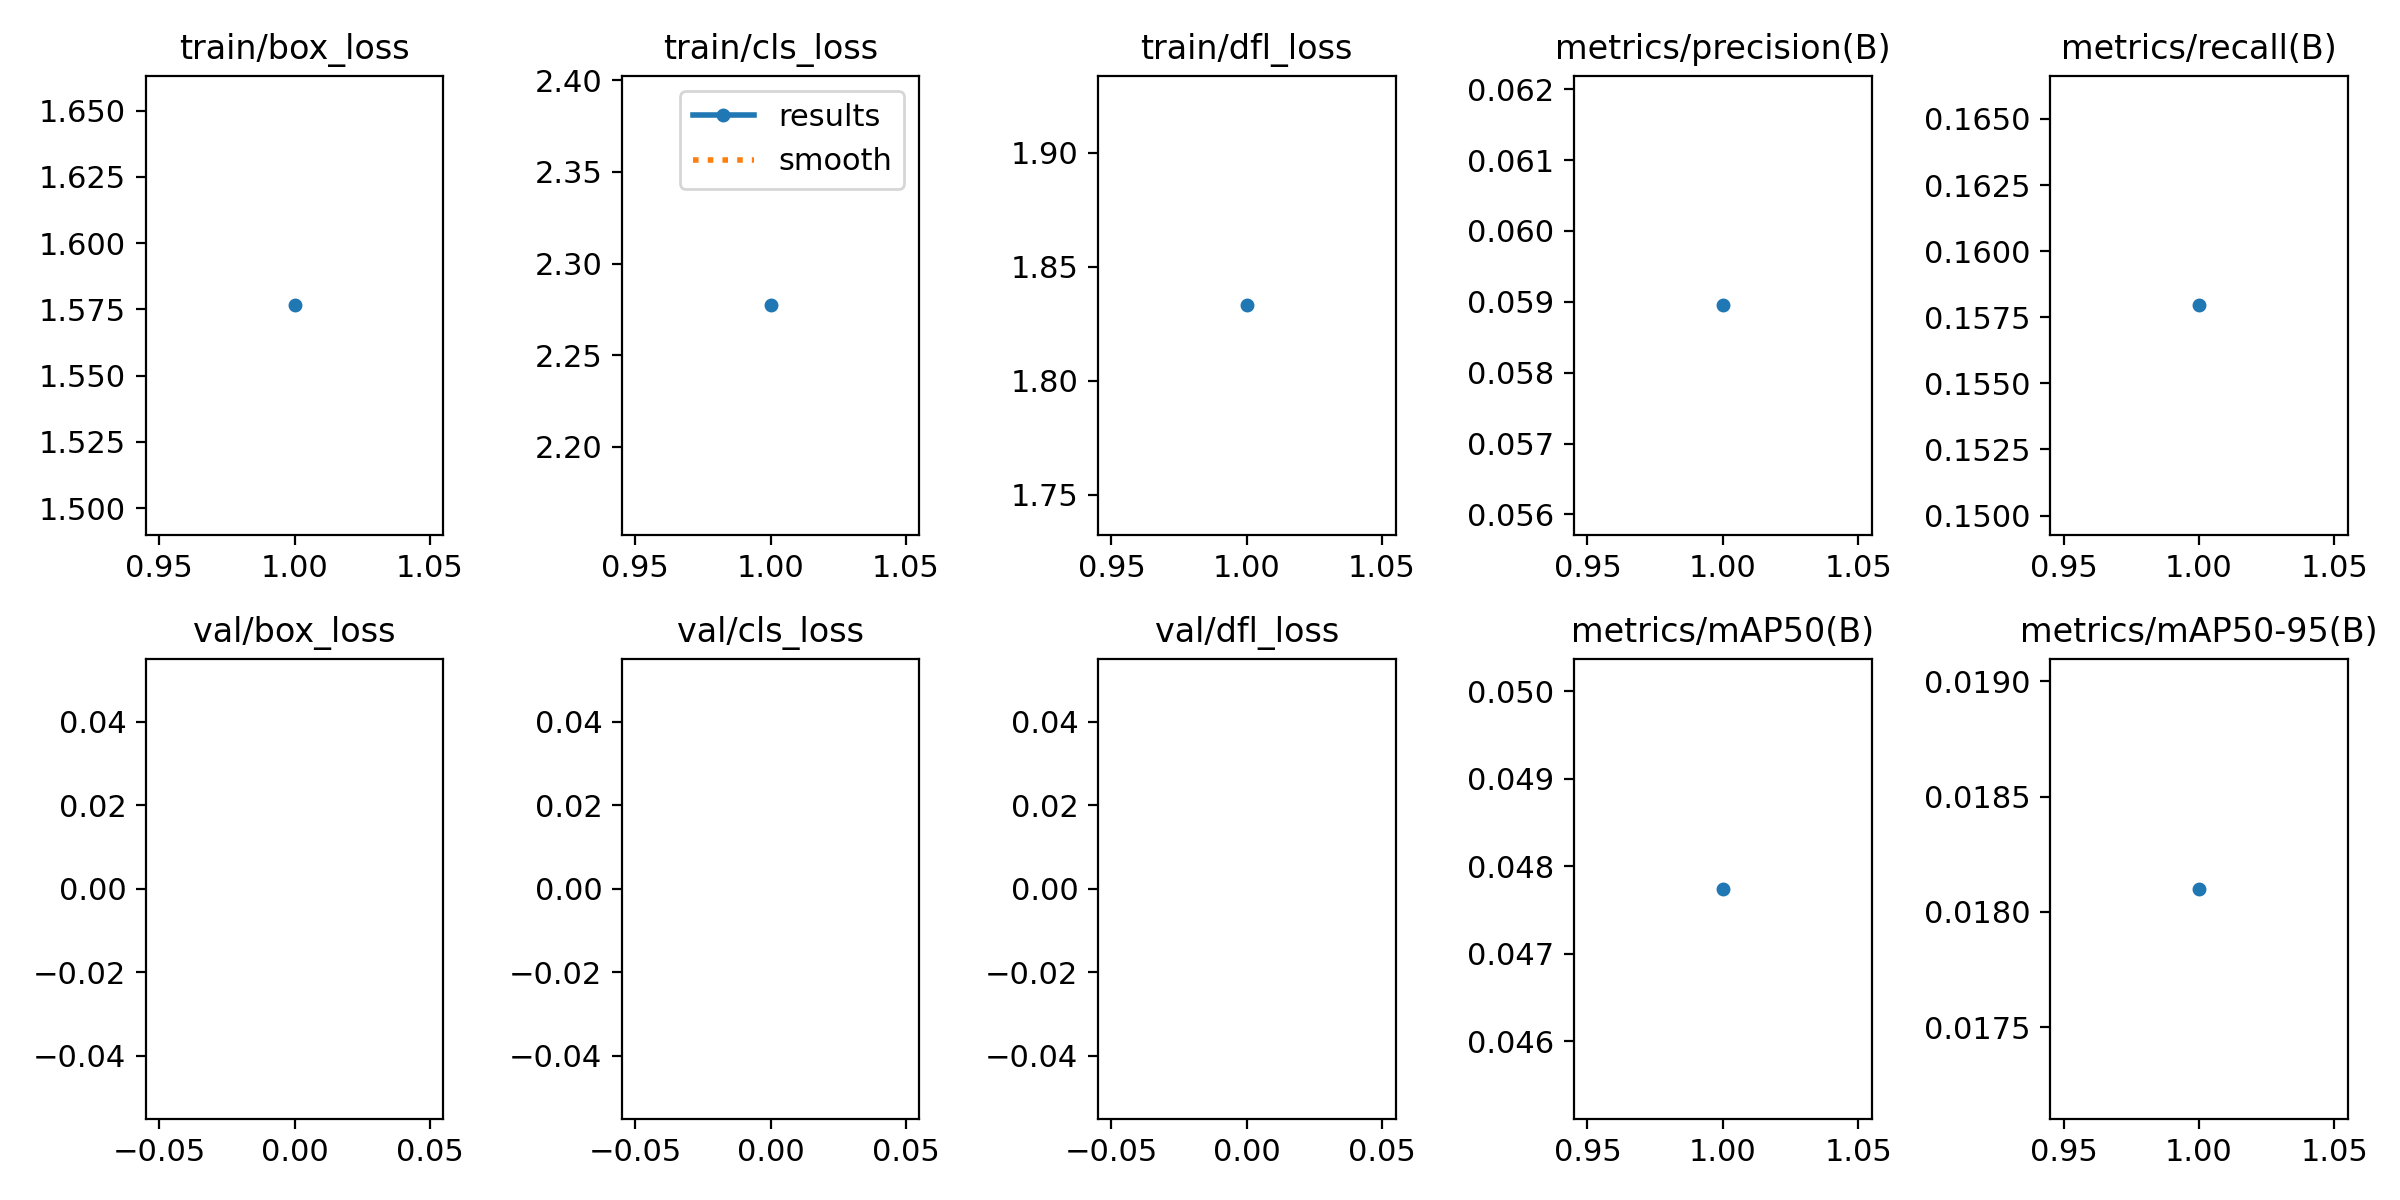 train/box_loss
1.650
1.625
1.600
1.575
1.550
1.525
1.500
0.95 1.00 1.05
train/cls_loss
results
smooth
2.40
2.35
2.30
2.25
2.20
0.95 1.00 1.05
train/dfl_loss
1.90
1.85
1.80
1.75
0.95 1.00 1.05
metrics/precision(B)
0.062
0.061
0.060
0.059
0.058
0.057
0.056
0.95 1.00 1.05
metrics/recall(B)
0.1650
0.1625
0.1600
0.1575
0.1550
0.1525
0.1500
0.95 1.00 1.05
val/box_loss
0.04
0.02
0.00
−0.02
−0.04
−0.05 0.00 0.05
val/cls_loss
0.04
0.02
0.00
−0.02
−0.04
−0.05 0.00 0.05
val/dfl_loss
0.04
0.02
0.00
−0.02
−0.04
−0.05 0.00 0.05
metrics/mAP50(B)
0.050
0.049
0.048
0.047
0.046
0.95 1.00 1.05
metrics/mAP50-95(B)
0.0190
0.0185
0.0180
0.0175
0.95 1.00 1.05